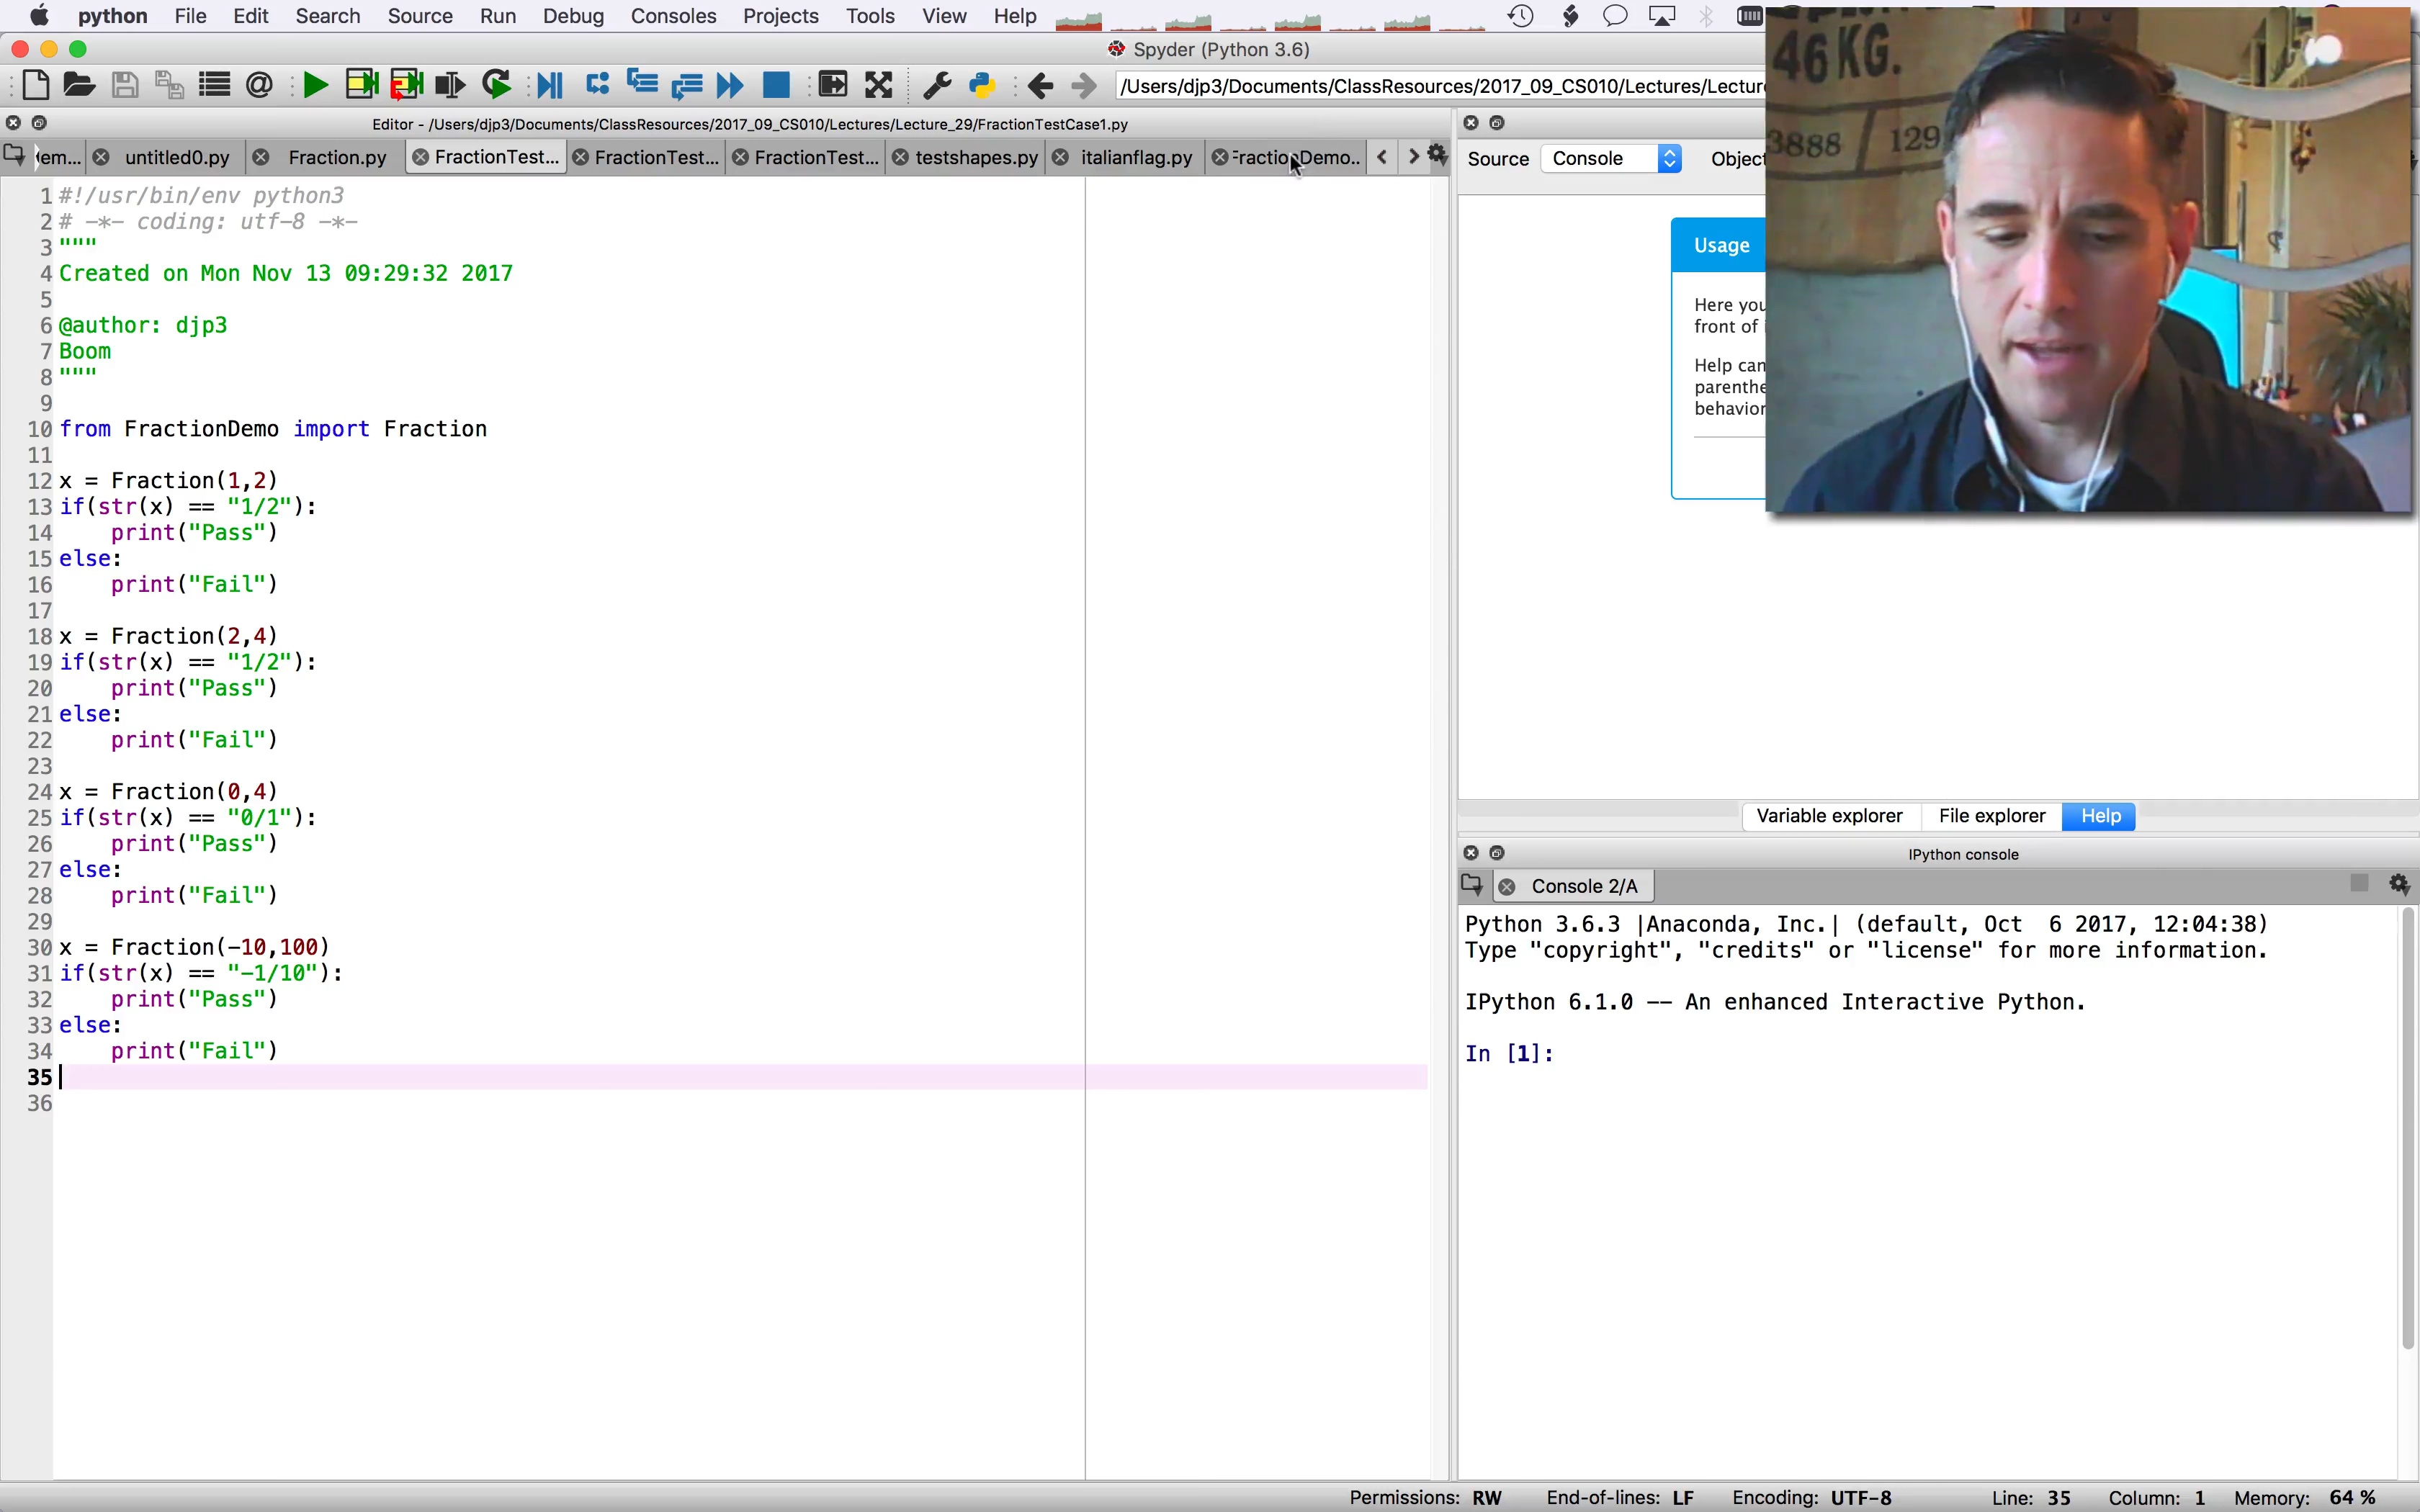 python File Edit Search Source Run Debug Consoles Projects Tools View Help
Spyder (Python 3.6)
/Users/djp3/Documents/ClassResources/2017_09_CS010/Lectures/Lectur
Editor - /Users/djp3/Documents/ClassResources/2017_09_CS010/Lectures/Lecture_29/FractionTestCase1.py
em... untitled0.py Fraction.py FractionTest... FractionTest... FractionTest... testshapes.py italianflag.py
1 #!/usr/bin/env python3
2 # -*- coding: utf-8 -*-
3 """
4 Created on Mon Nov 13 09:29:32 2017
5
6 @author: djp3
7 Boom
8 """
9
10 from FractionDemo import Fraction
11
12 x = Fraction(1,2)
13 if(str(x) == "1/2"):
14 print("Pass")
15 else:
16 print("Fail")
17
18 x = Fraction(2,4)
19 if(str(x) == "1/2"):
20 print("Pass")
21 else:
22 print("Fail")
23
24 x = Fraction(0,4)
25 if(str(x) == "0/1"):
26 print("Pass")
27 else:
28 print("Fail")
29
30 x = Fraction(-10,100)
31 if(str(x) == "-1/10"):
32 print("Pass")
33 else:
34 print("Fail")
35
36
Source Console Object
Usage
Here you
front of
Help can
parenthe
behavior
46 KG.
3888 129
Variable explorer File explorer Help
IPython console
Console 2/A
Python 3.6.3 |Anaconda, Inc.| (default, Oct 6 2017, 12:04:38)
Type "copyright", "credits" or "license" for more information.
IPython 6.1.0 -- An enhanced Interactive Python.
In [1]:
Permissions: RW End-of-lines: LF Encoding: UTF-8 Line: 35 Column: 1 Memory: 64 %